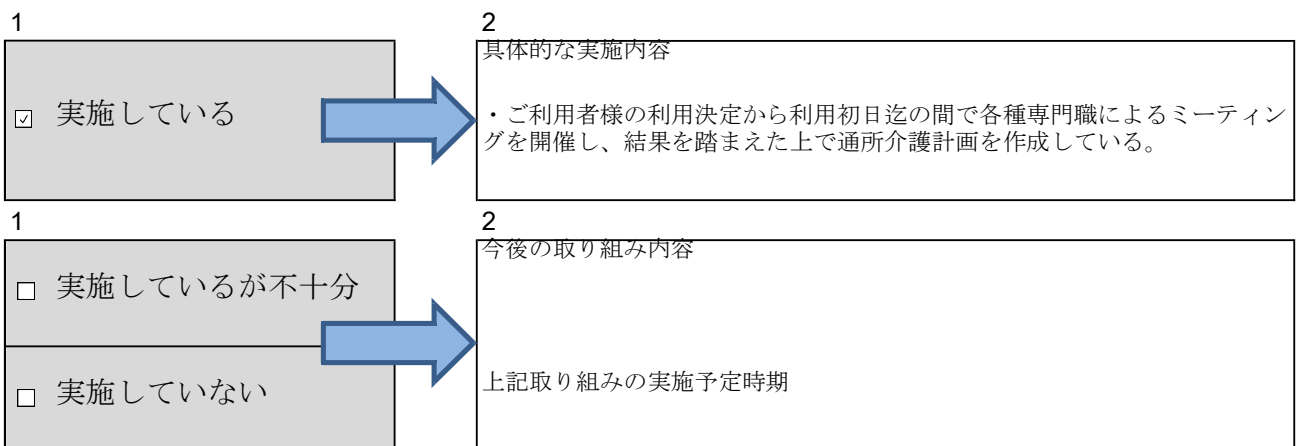 1
2
☑ 実施している
具体的な実施内容
・ご利用者様の利用決定から利用初日迄の間で各種専門職によるミーティン
グを開催し、結果を踏まえた上で通所介護計画を作成している。
1
2
☐ 実施しているが不十分
☐ 実施していない
今後の取り組み内容
上記取り組みの実施予定時期